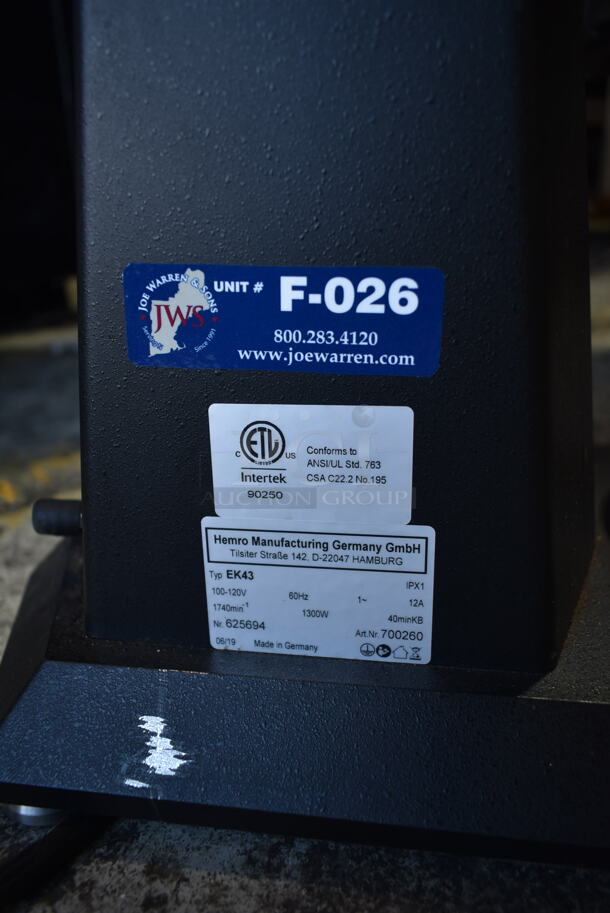 JOE WARREN & SONS
JWS
Since 1991
UNIT # F-026
800.283.4120
www.joewarren.com
C ETL US
LISTED
Intertek
90250
Conforms to
ANSI/UL Std. 763
CSA C22.2 No.195
AUCTION GROUP
Hemro Manufacturing Germany GmbH
Tilsiter Straße 142, D-22047 HAMBURG
Typ EK43 IPX1
100-120V 60Hz 1~ 12A
1740min-1 1300W 40minKB
Nr. 625694 Art.Nr. 700260
06/19 Made in Germany